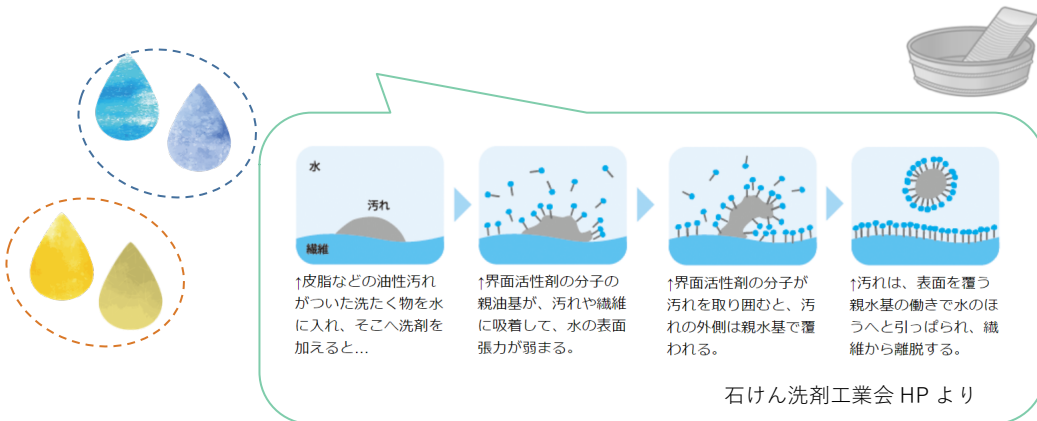 水
汚れ
繊維
↑皮脂などの油性汚れ
がついた洗たく物を水
に入れ、そこへ洗剤を
加えると…
↑界面活性剤の分子の
親油基が、汚れや繊維
に吸着して、水の表面
張力が弱まる。
↑界面活性剤の分子が
汚れを取り囲むと、汚
れの外側は親水基で覆
われる。
↑汚れは、表面を覆う
親水基の働きで水のほ
うへと引っぱられ、繊
維から離脱する。
石けん洗剤工業会 HP より